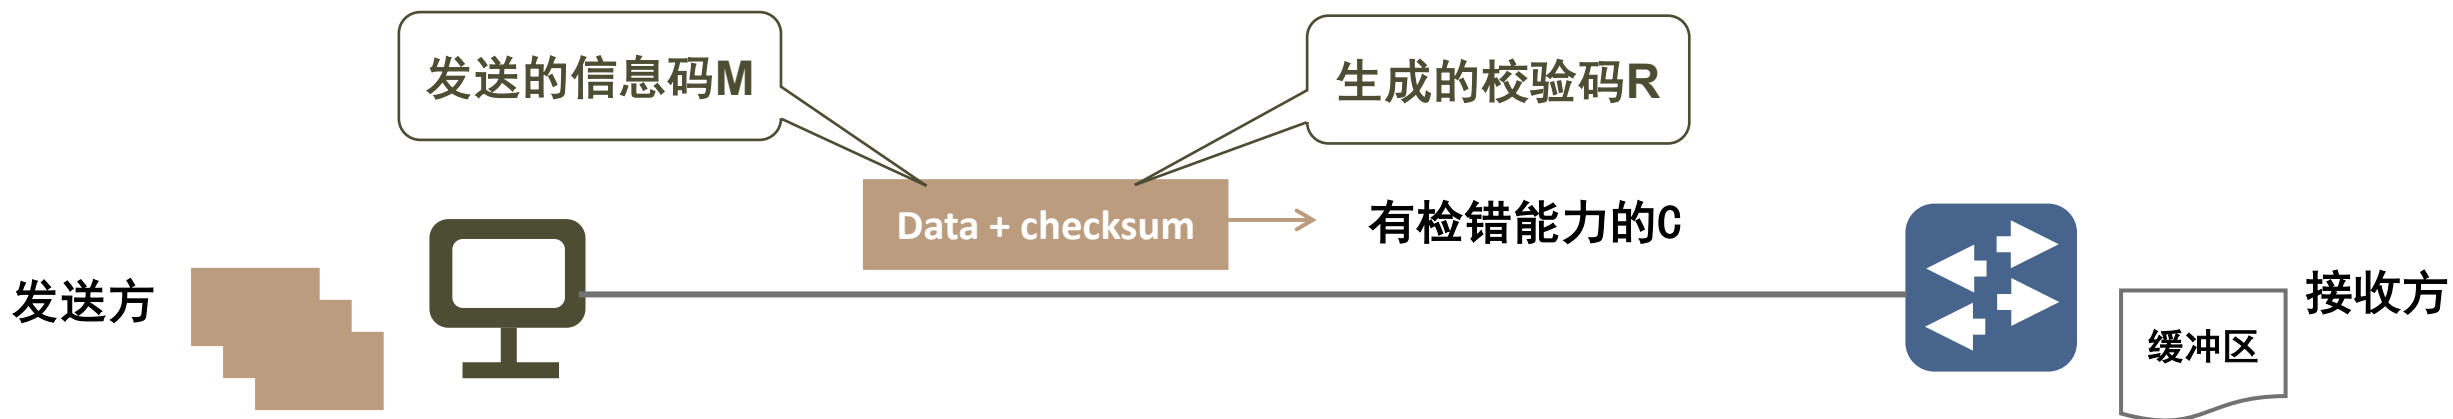 发送的信息码M
生成的校验码R
Data + checksum
有检错能力的C
发送方
接收方
缓冲区